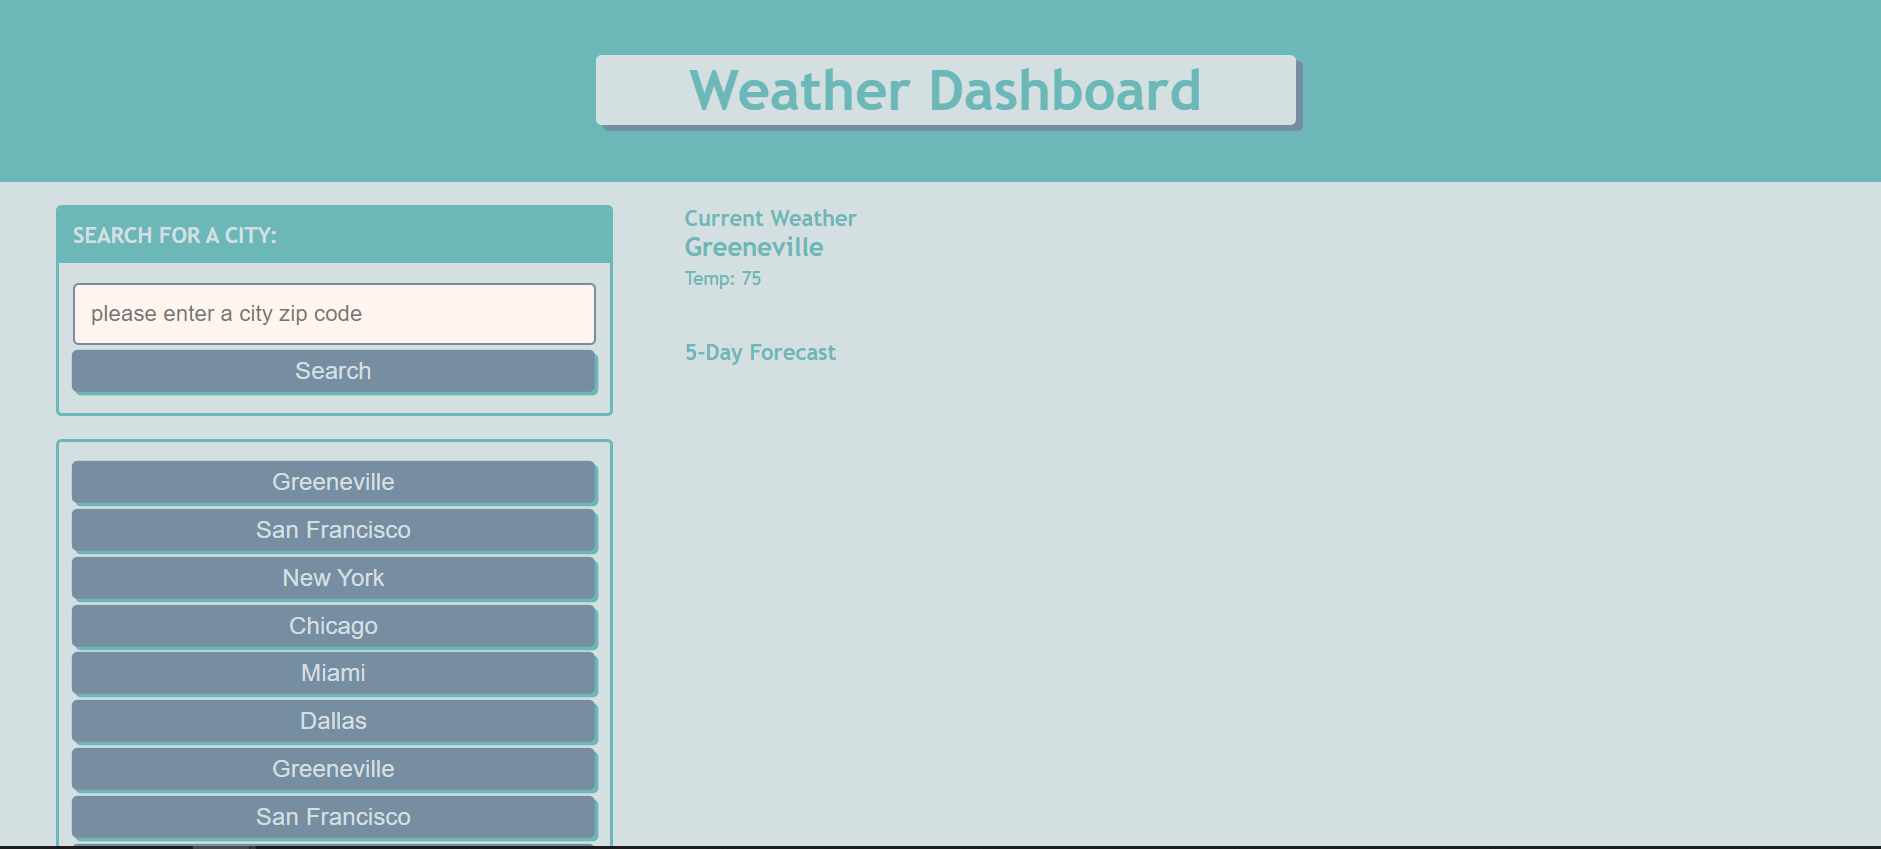 Weather Dashboard
SEARCH FOR A CITY:
please enter a city zip code
Search
Greeneville
San Francisco
New York
Chicago
Miami
Dallas
Greeneville
San Francisco
Current Weather
Greeneville
Temp: 75
5-Day Forecast